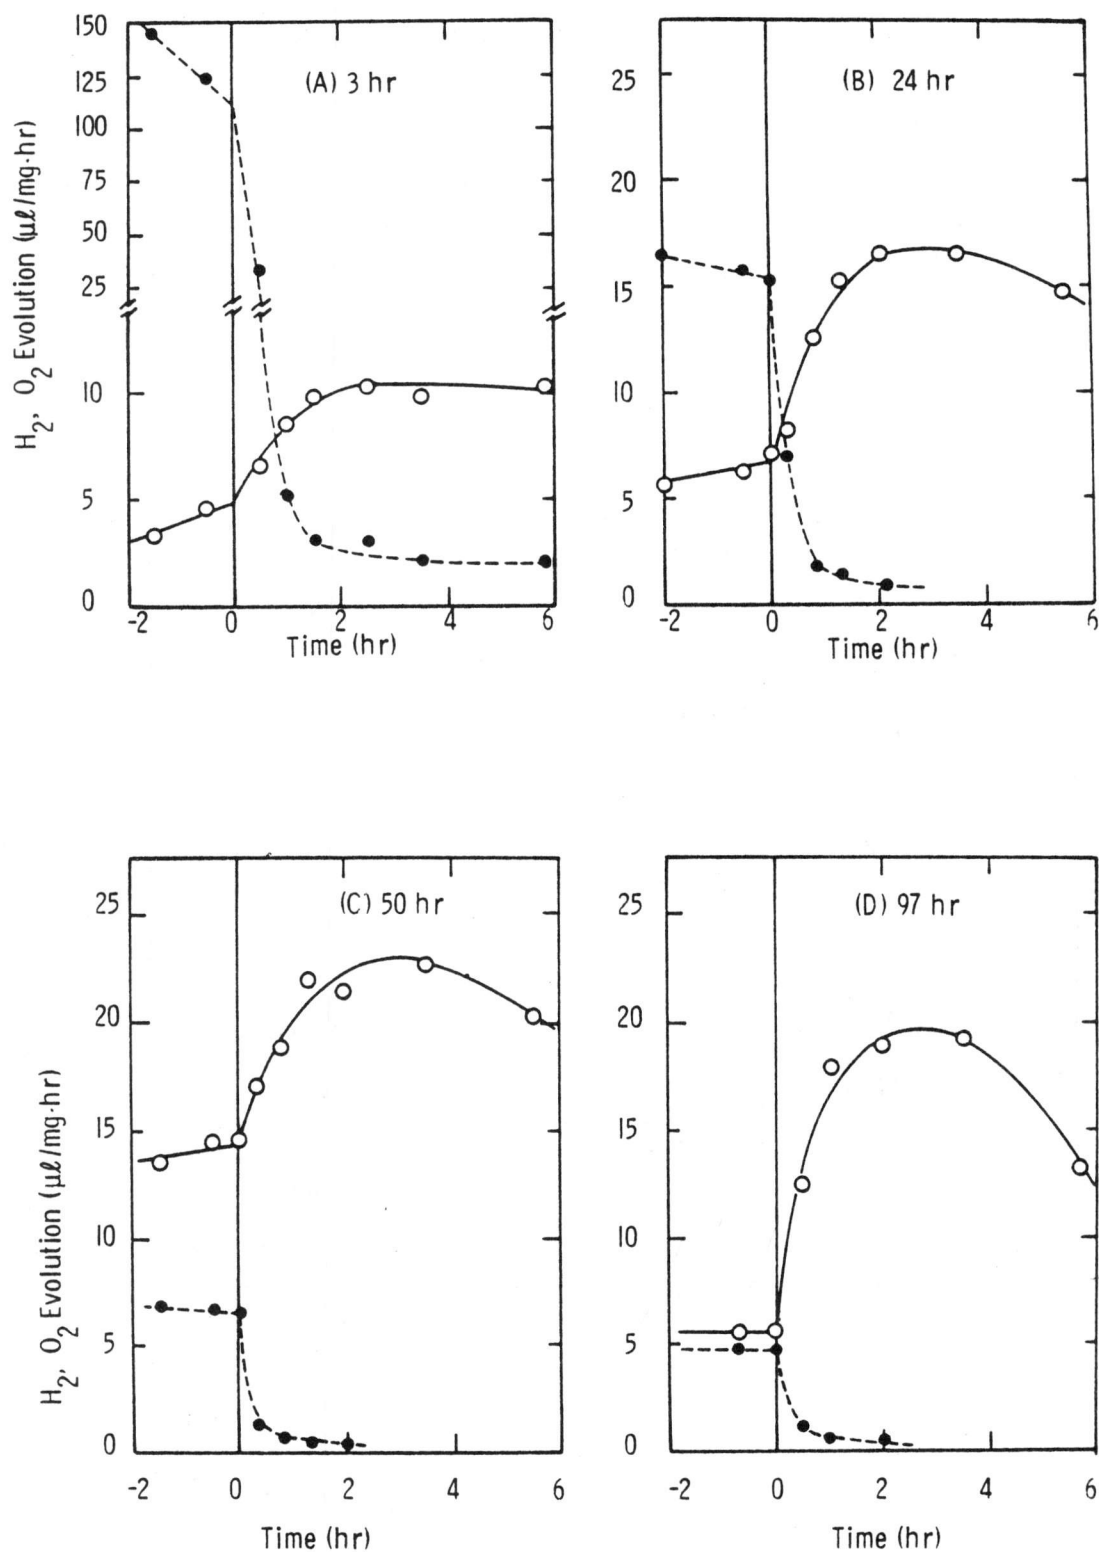 H₂, O₂ Evolution (µℓ/mg·hr)
(A) 3 hr
150
125
100
75
50
25
10
5
0
-2 0 2 4 6
Time (hr)
(B) 24 hr
25
20
15
10
5
0
-2 0 2 4 6
Time (hr)
H₂, O₂ Evolution (µℓ/mg·hr)
(C) 50 hr
25
20
15
10
5
0
-2 0 2 4 6
Time (hr)
(D) 97 hr
25
20
15
10
5
0
-2 0 2 4 6
Time (hr)